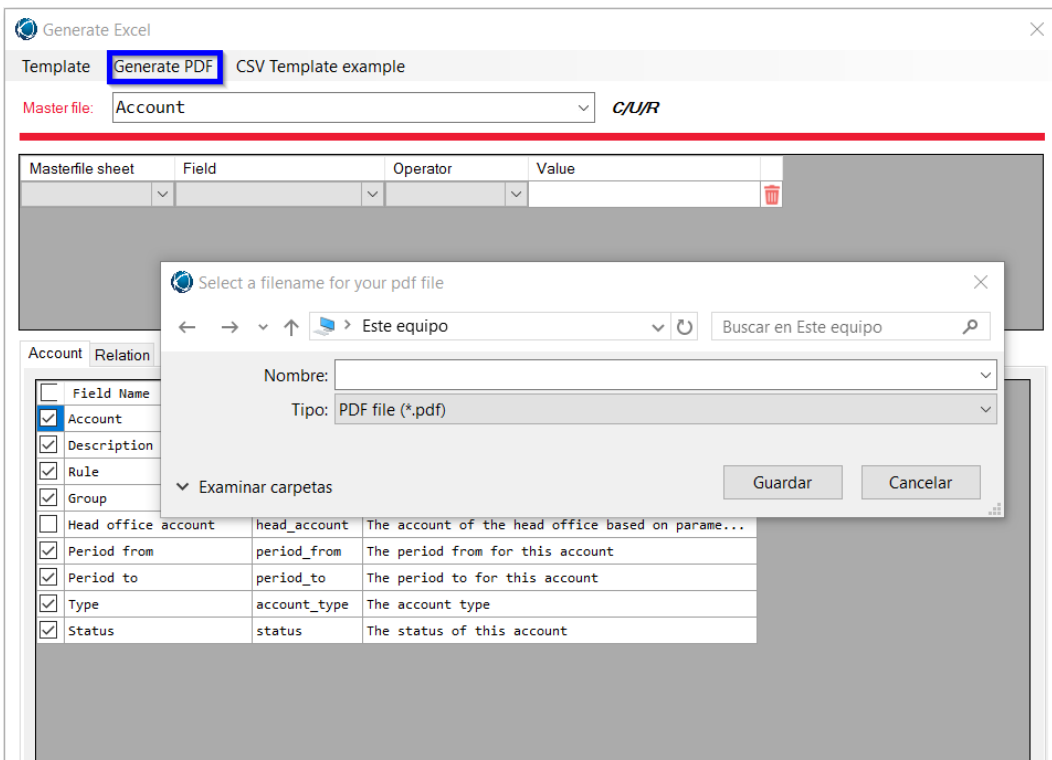 Generate Excel
Template Generate PDF CSV Template example
Master file: Account C/U/R
Masterfile sheet Field Operator Value
Select a filename for your pdf file
Este equipo Buscar en Este equipo
Nombre:
Tipo: PDF file (*.pdf)
Examinar carpetas Guardar Cancelar
Account Relation
Field Name
Account
Description
Rule
Group
Head office account head_account The account of the head office based on parame...
Period from period_from The period from for this account
Period to period_to The period to for this account
Type account_type The account type
Status status The status of this account